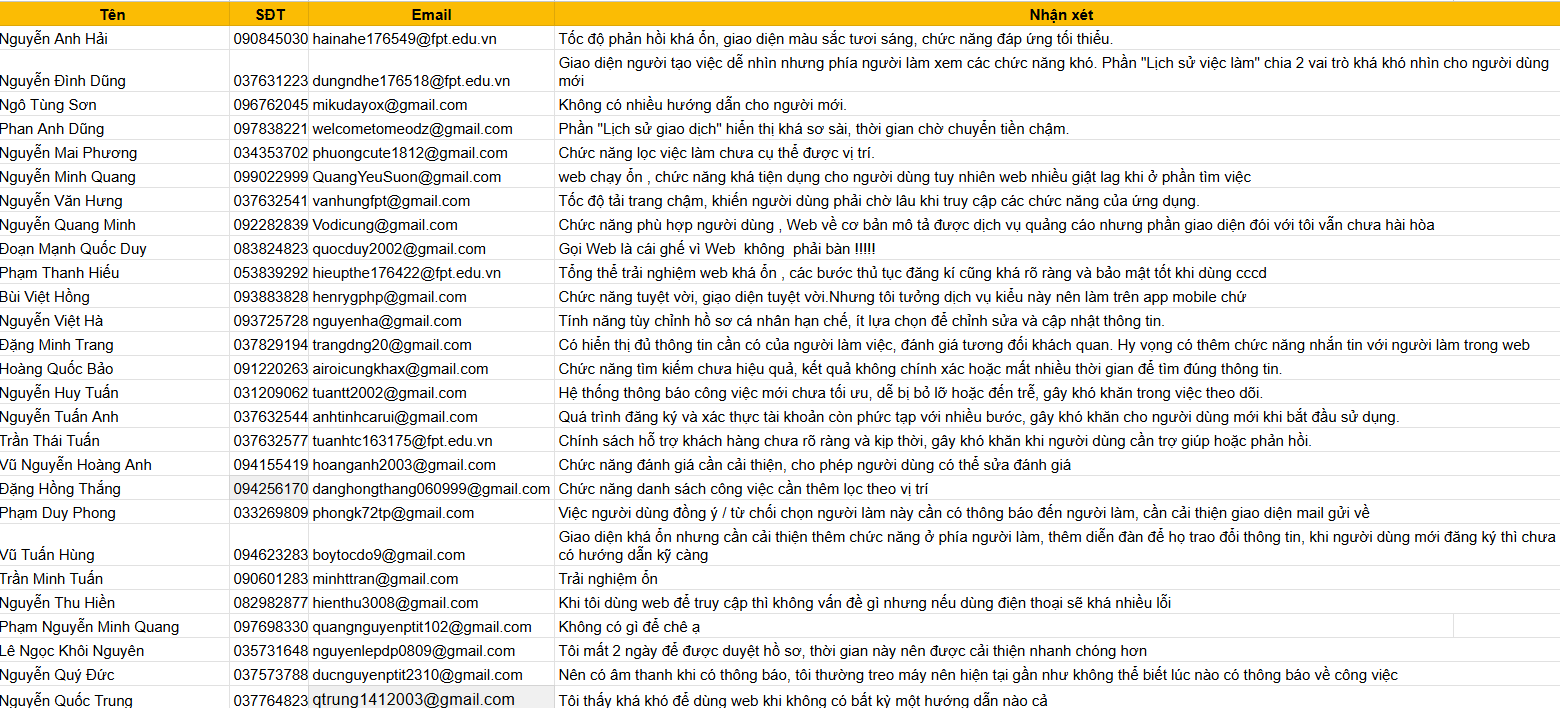 Tên SĐT Email Nhận xét
Nguyễn Anh Hải 090845030 hainahe176549@fpt.edu.vn Tốc độ phản hồi khá ổn, giao diện màu sắc tươi sáng, chức năng đáp ứng tối thiểu.
Giao diện người tạo việc dễ nhìn nhưng phía người làm xem các chức năng khó. Phần "Lịch sử việc làm" chia 2 vai trò khá khó nhìn cho người dùng
Nguyễn Đình Dũng 037631223 dungndhe176518@fpt.edu.vn mới
Ngô Tùng Sơn 096762045 mikudayox@gmail.com Không có nhiều hướng dẫn cho người mới.
Phan Anh Dũng 097838221 welcometomeodz@gmail.com Phần "Lịch sử giao dịch" hiển thị khá sơ sài, thời gian chờ chuyển tiền chậm.
Nguyễn Mai Phương 034353702 phuongcute1812@gmail.com Chức năng lọc việc làm chưa cụ thể được vị trí.
Nguyễn Minh Quang 099022999 QuangYeuSuon@gmail.com web chạy ổn , chức năng khá tiện dụng cho người dùng tuy nhiên web nhiều giật lag khi ở phần tìm việc
Nguyễn Văn Hưng 037632541 vanhungfpt@gmail.com Tốc độ tải trang chậm, khiến người dùng phải chờ lâu khi truy cập các chức năng của ứng dụng.
Nguyễn Quang Minh 092282839 Vodicung@gmail.com Chức năng phù hợp người dùng , Web về cơ bản mô tả được dịch vụ quảng cáo nhưng phần giao diện đói với tôi vẫn chưa hài hòa
Đoạn Mạnh Quốc Duy 083824823 quocduy2002@gmail.com Gọi Web là cái ghế vì Web không phải bàn !!!!!
Phạm Thanh Hiếu 053839292 hieupthe176422@fpt.edu.vn Tổng thể trải nghiệm web khá ổn , các bước thủ tục đăng kí cũng khá rõ ràng và bảo mật tốt khi dùng cccd
Bùi Việt Hồng 093883828 henrygphp@gmail.com Chức năng tuyệt vời, giạo diện tuyệt vời.Nhưng tôi tưởng dịch vụ kiểu này nên làm trên app mobile chứ
Nguyễn Việt Hà 093725728 nguyenha@gmail.com Tính năng tùy chỉnh hồ sơ cá nhân hạn chế, ít lựa chọn để chỉnh sửa và cập nhật thông tin.
Đặng Minh Trang 037829194 trangdng20@gmail.com Có hiển thị đủ thông tin cần có của người làm việc, đánh giá tương đối khách quan. Hy vọng có thêm chức năng nhắn tin với người làm trong web
Hoàng Quốc Bảo 091220263 airoicungkhax@gmail.com Chức năng tìm kiếm chưa hiệu quả, kết quả không chính xác hoặc mất nhiều thời gian để tìm đúng thông tin.
Nguyễn Huy Tuấn 031209062 tuantt2002@gmail.com Hệ thống thông báo công việc mới chưa tối ưu, dễ bị bỏ lỡ hoặc đến trễ, gây khó khăn trong việc theo dõi.
Nguyễn Tuấn Anh 037632544 anhtinhcarui@gmail.com Quá trình đăng ký và xác thực tài khoản còn phức tạp với nhiều bước, gây khó khăn cho người dùng mới khi bắt đầu sử dụng.
Trần Thái Tuấn 037632577 tuanhtc163175@fpt.edu.vn Chính sách hỗ trợ khách hàng chưa rõ ràng và kịp thời, gây khó khăn khi người dùng cần trợ giúp hoặc phản hồi.
Vũ Nguyễn Hoàng Anh 094155419 hoanganh2003@gmail.com Chức năng đánh giá cần cải thiện, cho phép người dùng có thể sửa đánh giá
Đặng Hồng Thắng 094256170 danghongthang060999@gmail.com Chức năng danh sách công việc cần thêm lọc theo vị trí
Phạm Duy Phong 033269809 phongk72tp@gmail.com Việc người dùng đồng ý / từ chối chọn người làm này cần có thông báo đến người làm, cần cải thiện giao diện mail gửi về
Giao diện khá ổn nhưng cần cải thiện thêm chức năng ở phía người làm, thêm diễn đàn để họ trao đổi thông tin, khi người dùng mới đăng ký thì chưa
Vũ Tuấn Hùng 094623283 boytocdo9@gmail.com có hướng dẫn kỹ càng
Trần Minh Tuấn 090601283 minhttran@gmail.com Trải nghiệm ổn
Nguyễn Thu Hiền 082982877 hienthu3008@gmail.com Khi tôi dùng web để truy cập thì không vấn đề gì nhưng nếu dùng điện thoại sẽ khá nhiều lỗi
Phạm Nguyễn Minh Quang 097698330 quangnguyenptit102@gmail.com Không có gì để chê ạ
Lê Ngọc Khôi Nguyên 035731648 nguyenlepdp0809@gmail.com Tôi mất 2 ngày để được duyệt hồ sơ, thời gian này nên được cải thiện nhanh chóng hơn
Nguyễn Quý Đức 037573788 ducnguyenptit2310@gmail.com Nên có âm thanh khi có thông báo, tôi thường treo máy nên hiện tại gần như không thể biết lúc nào có thông báo về công việc
Nguyễn Quốc Trung 037764823 qtrung1412003@gmail.com Tôi thấy khá khó để dùng web khi không có bất kỳ một hướng dẫn nào cả